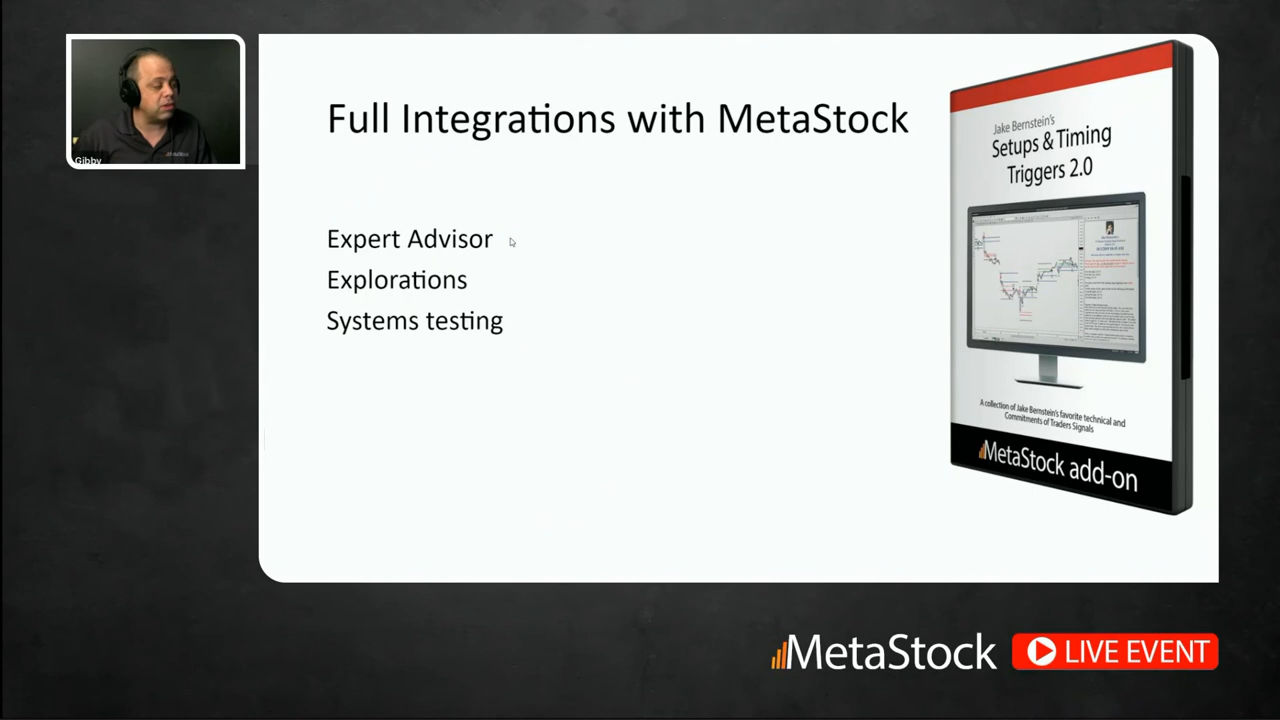 Gibby
Full Integrations with MetaStock
Expert Advisor
Explorations
Systems testing
Jake Bernstein's
Setups & Timing
Triggers 2.0
A collection of Jake Bernstein's favorite technical and
Commitments of Traders Signals
MetaStock add-on
MetaStock
LIVE EVENT